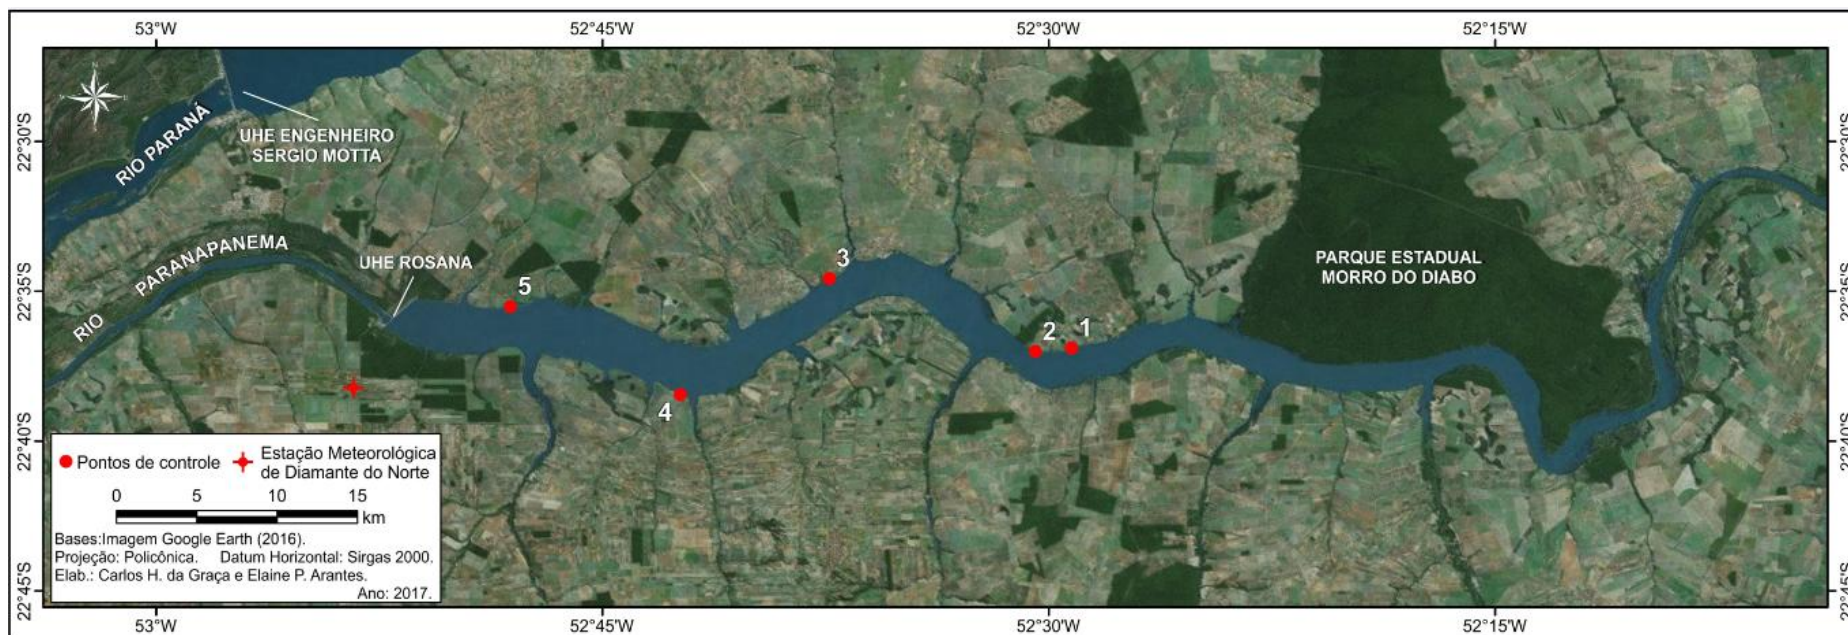 53°W
52°45'W
52°30'W
52°15'W
22°30'S
22°35'S
22°40'S
22°45'S
22°30'S
22°35'S
22°40'S
22°45'S
RIO PARANÁ
UHE ENGENHEIRO
SERGIO MOTTA
RIO PARANAPANEMA
UHE ROSANA
5
3
2
1
4
PARQUE ESTADUAL
MORRO DO DIABO
Pontos de controle
Estação Meteorológica
de Diamante do Norte
0 5 10 15
km
Bases:Imagem Google Earth (2016).
Projeção: Policônica. Datum Horizontal: Sirgas 2000.
Elab.: Carlos H. da Graça e Elaine P. Arantes.
Ano: 2017.
53°W
52°45'W
52°30'W
52°15'W